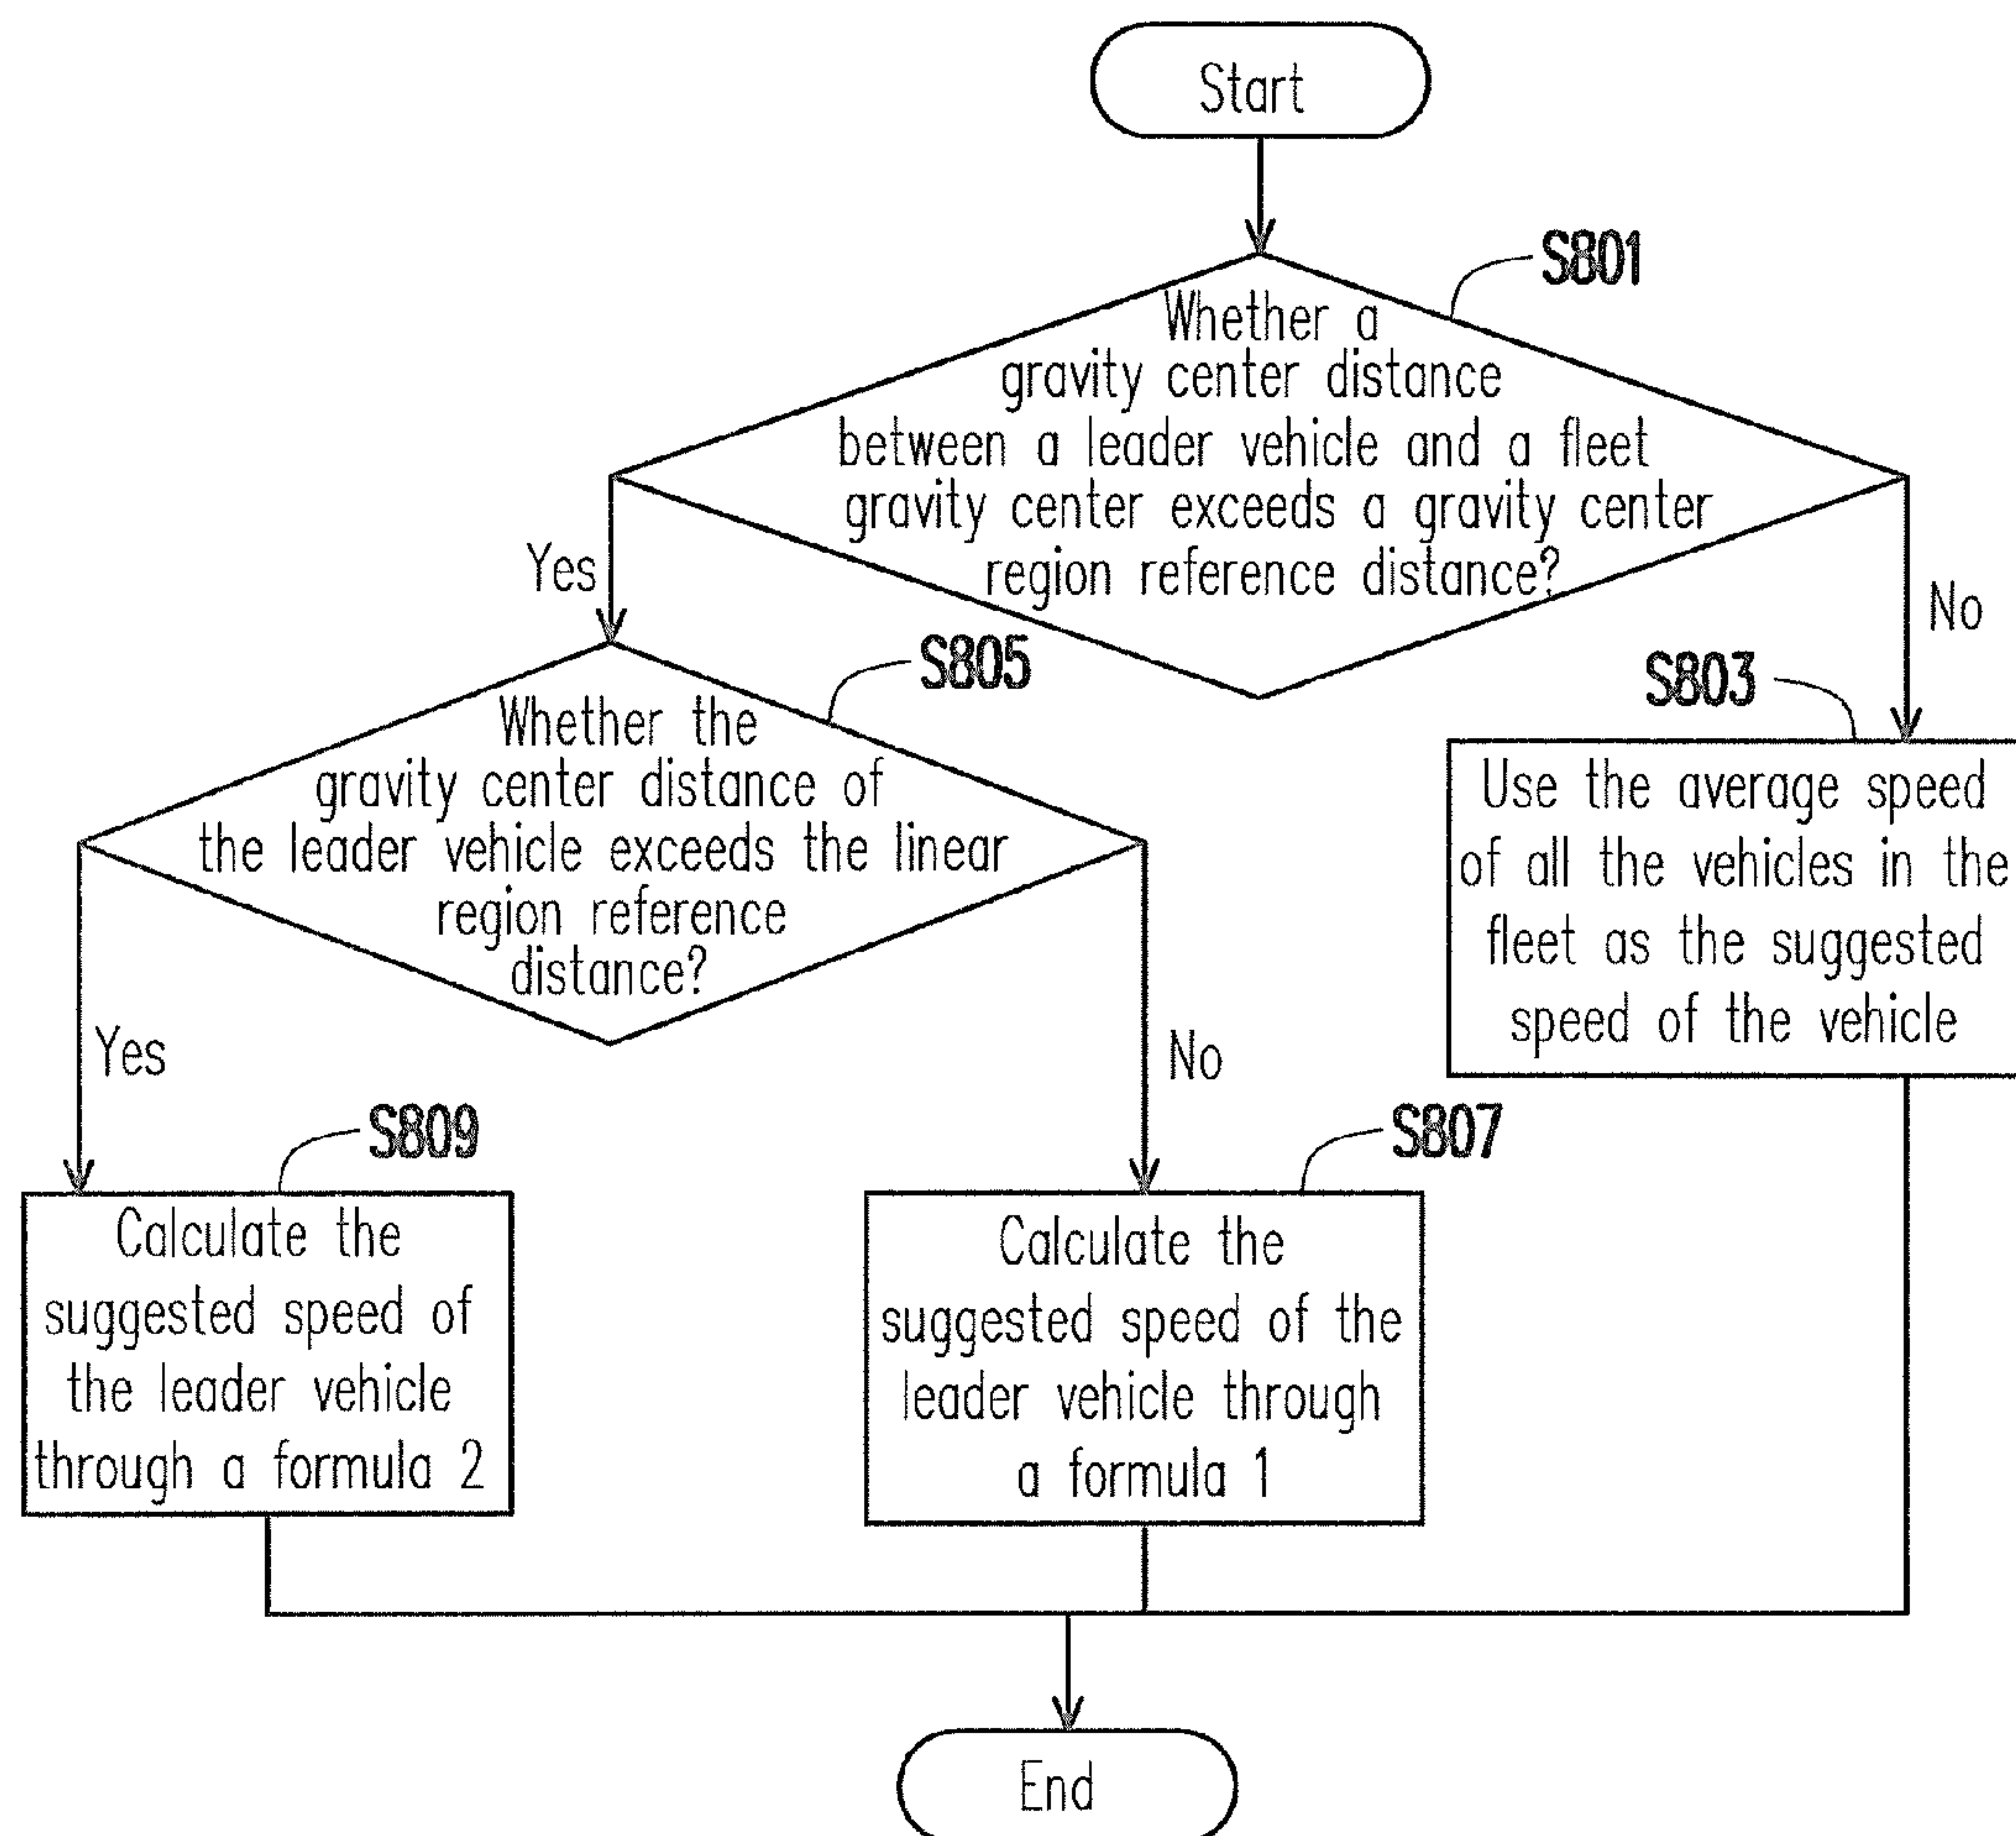 Start
S801
Whether a
gravity center distance
between a leader vehicle and a fleet
gravity center exceeds a gravity center
region reference distance?
Yes
No
S805
Whether the
gravity center distance of
the leader vehicle exceeds the linear
region reference
distance?
S803
Use the average speed
of all the vehicles in the
fleet as the suggested
speed of the vehicle
Yes
No
S809
Calculate the
suggested speed of
the leader vehicle
through a formula 2
S807
Calculate the
suggested speed of the
leader vehicle through
a formula 1
End